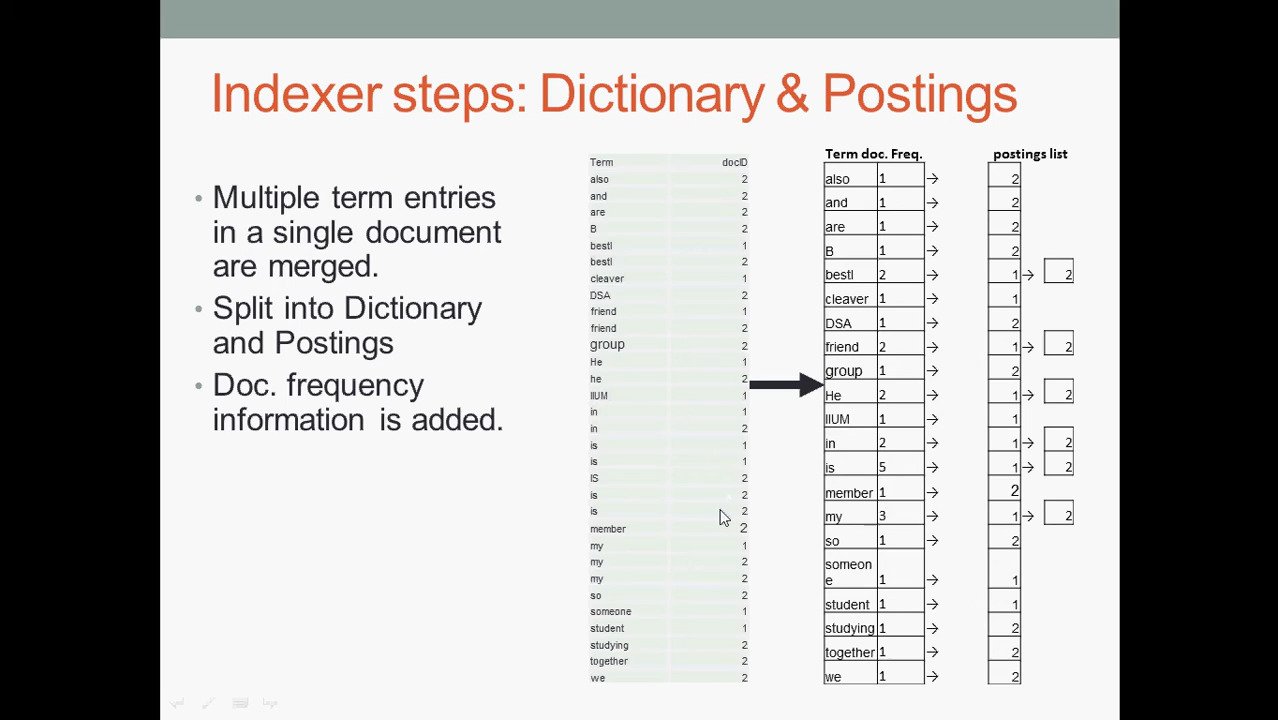 Indexer steps: Dictionary & Postings
• Multiple term entries
in a single document
are merged.
• Split into Dictionary
and Postings
• Doc. frequency
information is added.
Term docID
also 2
and 2
are 2
B 2
bestl 1
bestl 2
cleaver 1
DSA 2
friend 1
friend 2
group 2
He 1
he 2
IIUM 1
in 1
in 2
is 1
is 1
IS 2
is 2
is 2
member 2
my 1
my 2
my 2
so 2
someone 1
student 1
studying 2
together 2
we 2
Term doc. Freq. postings list
also 1 → 2
and 1 → 2
are 1 → 2
B 1 → 2
bestl 2 → 1 → 2
cleaver 1 → 1
DSA 1 → 2
friend 2 → 1 → 2
group 1 → 2
He 2 → 1 → 2
IIUM 1 → 1
in 2 → 1 → 2
is 5 → 1 → 2
member 1 → 2
my 3 → 1 → 2
so 1 → 2
someon
e 1 → 1
student 1 → 1
studying 1 → 2
together 1 → 2
we 1 → 2